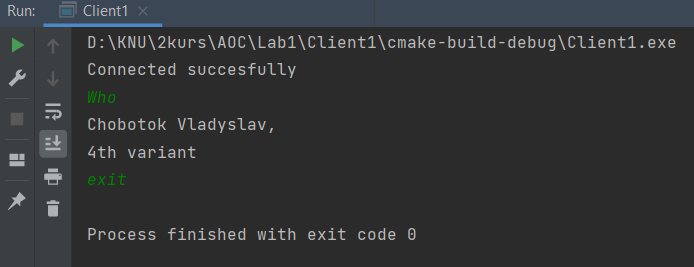 Run: Client1
D:\KNU\2kurs\AOC\Lab1\Client1\cmake-build-debug\Client1.exe
Connected succesfully
Who
Chobotok Vladyslav,
4th variant
exit
Process finished with exit code 0